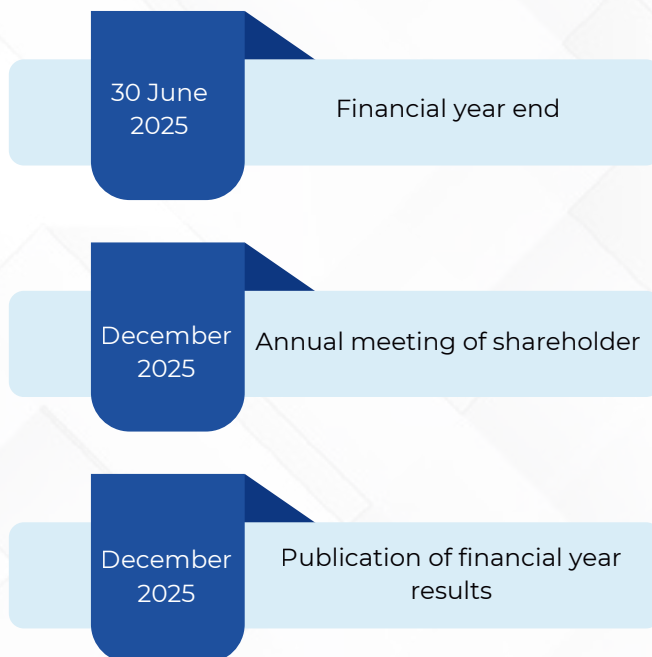 30 June
2025
Financial year end
December
2025
Annual meeting of shareholder
December
2025
Publication of financial year
results